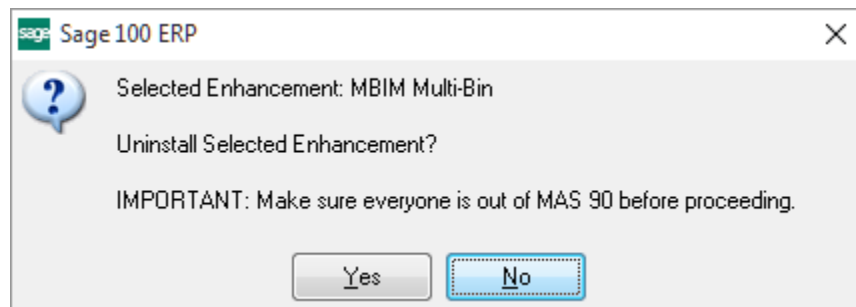 sage Sage 100 ERP
Selected Enhancement: MBIM Multi-Bin
Uninstall Selected Enhancement?
IMPORTANT: Make sure everyone is out of MAS 90 before proceeding.
Yes No